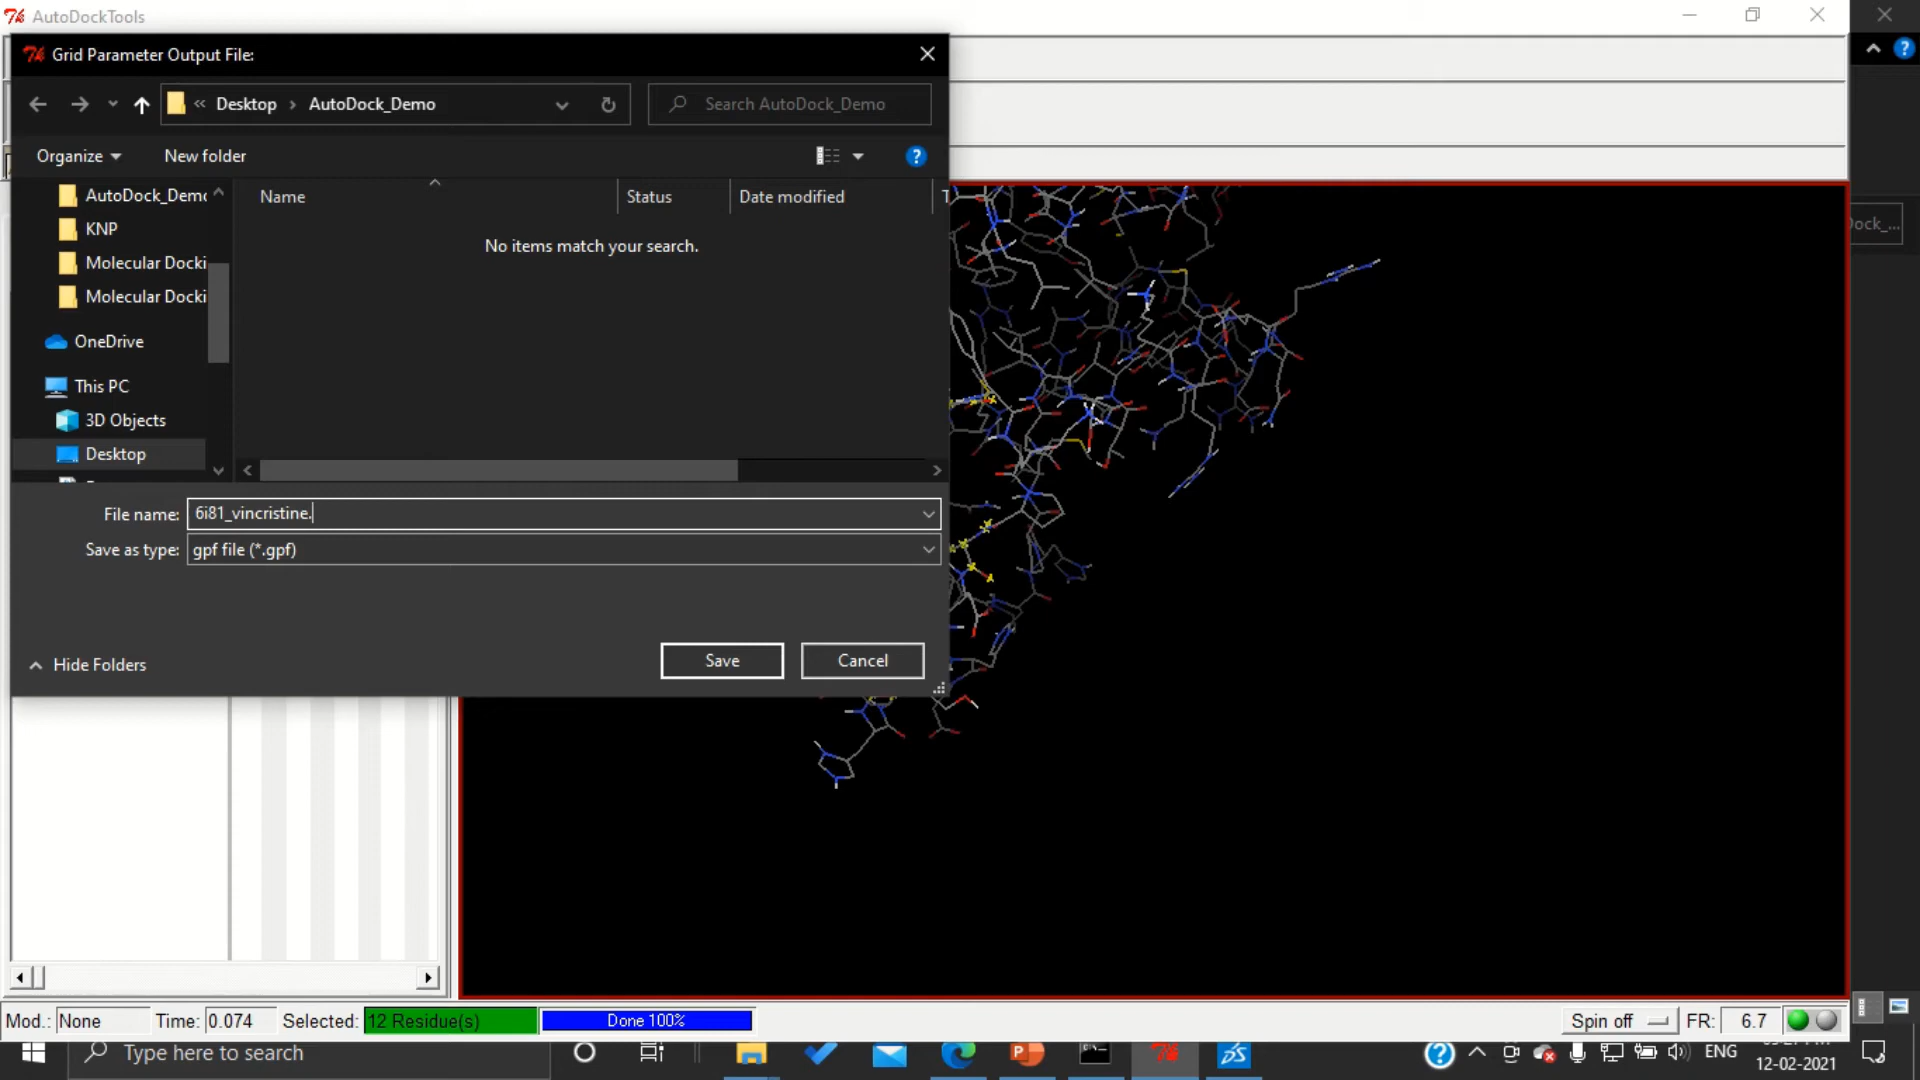 AutoDockTools
Grid Parameter Output File:
« Desktop > AutoDock_Demo
Search AutoDock_Demo
Organize
New folder
Name
Status
Date modified
No items match your search.
AutoDock_Demo
KNP
Molecular Docki
Molecular Docki
OneDrive
This PC
3D Objects
Desktop
ock_...
File name: 6i81_vincristine.
Save as type: gpf file (*.gpf)
Hide Folders
Save
Cancel
Mod.: None Time: 0.074 Selected: 12 Residue(s) Done 100% Spin off FR: 6.7
Type here to search
ENG
12-02-2021